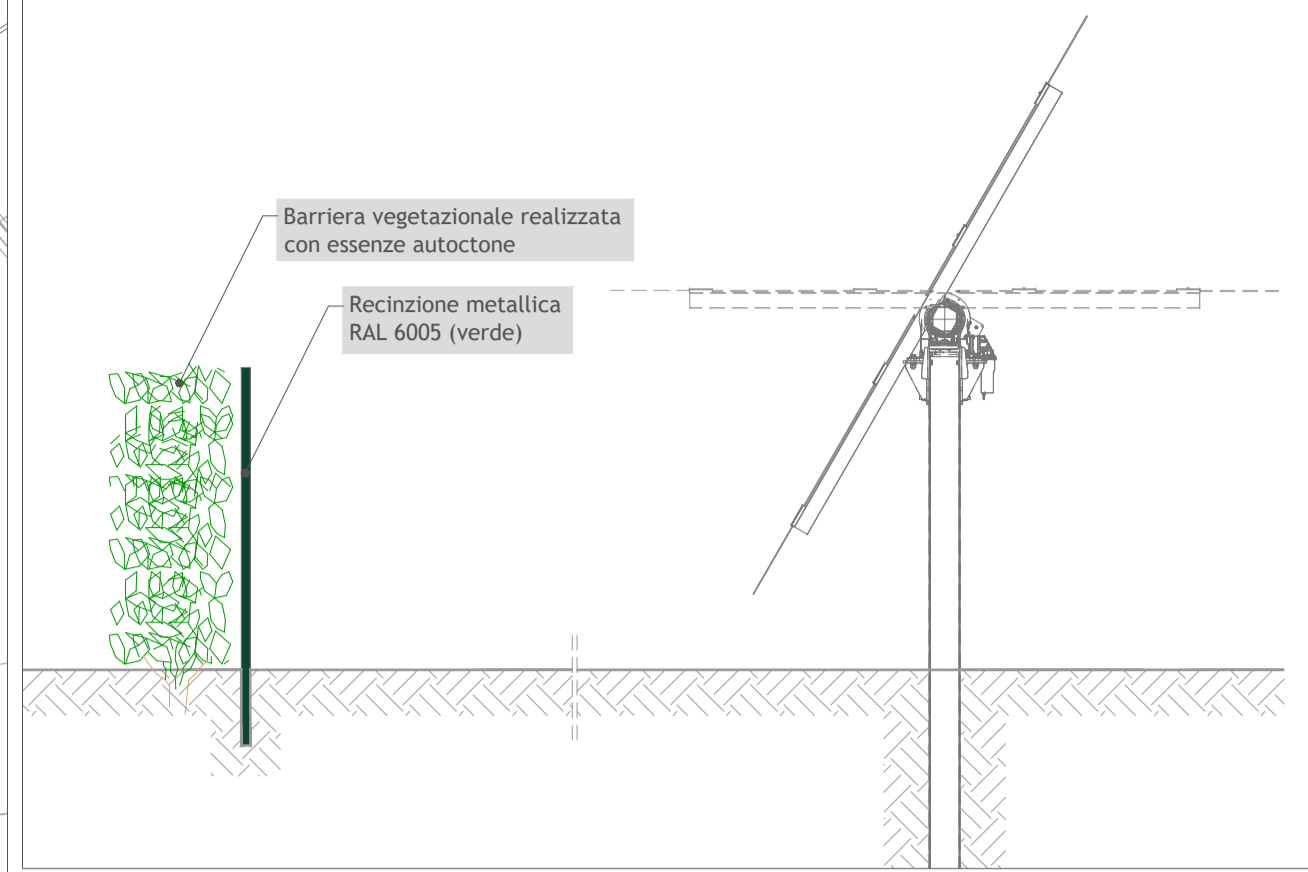 Barriera vegetazionale realizzata
con essenze autoctone
Recinzione metallica
RAL 6005 (verde)